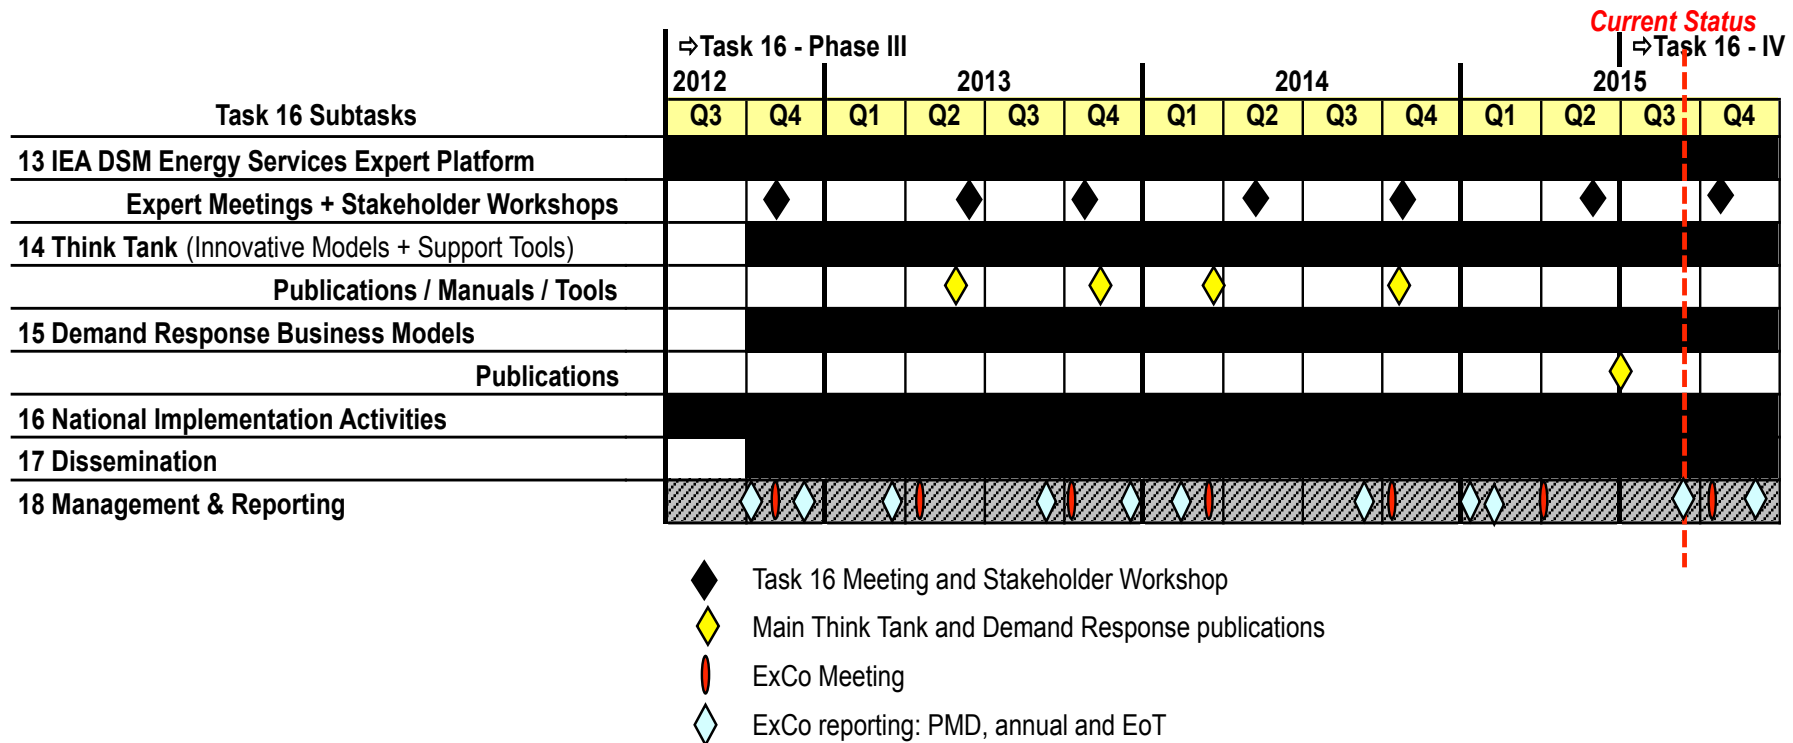 Current Status
⇨Task 16 - Phase III ⇨Task 16 - IV
2012 2013 2014 2015
Task 16 Subtasks Q3 Q4 Q1 Q2 Q3 Q4 Q1 Q2 Q3 Q4 Q1 Q2 Q3 Q4
13 IEA DSM Energy Services Expert Platform
Expert Meetings + Stakeholder Workshops
14 Think Tank (Innovative Models + Support Tools)
Publications / Manuals / Tools
15 Demand Response Business Models
Publications
16 National Implementation Activities
17 Dissemination
18 Management & Reporting
Task 16 Meeting and Stakeholder Workshop
Main Think Tank and Demand Response publications
ExCo Meeting
ExCo reporting: PMD, annual and EoT